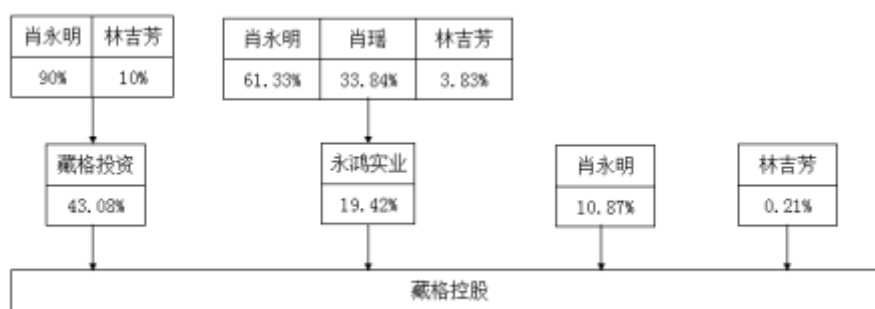 肖永明 林吉芳
90% 10%
肖永明 肖瑶 林吉芳
61.33% 33.84% 3.83%
藏格投资
43.08%
永鸿实业
19.42%
肖永明
10.87%
林吉芳
0.21%
藏格控股